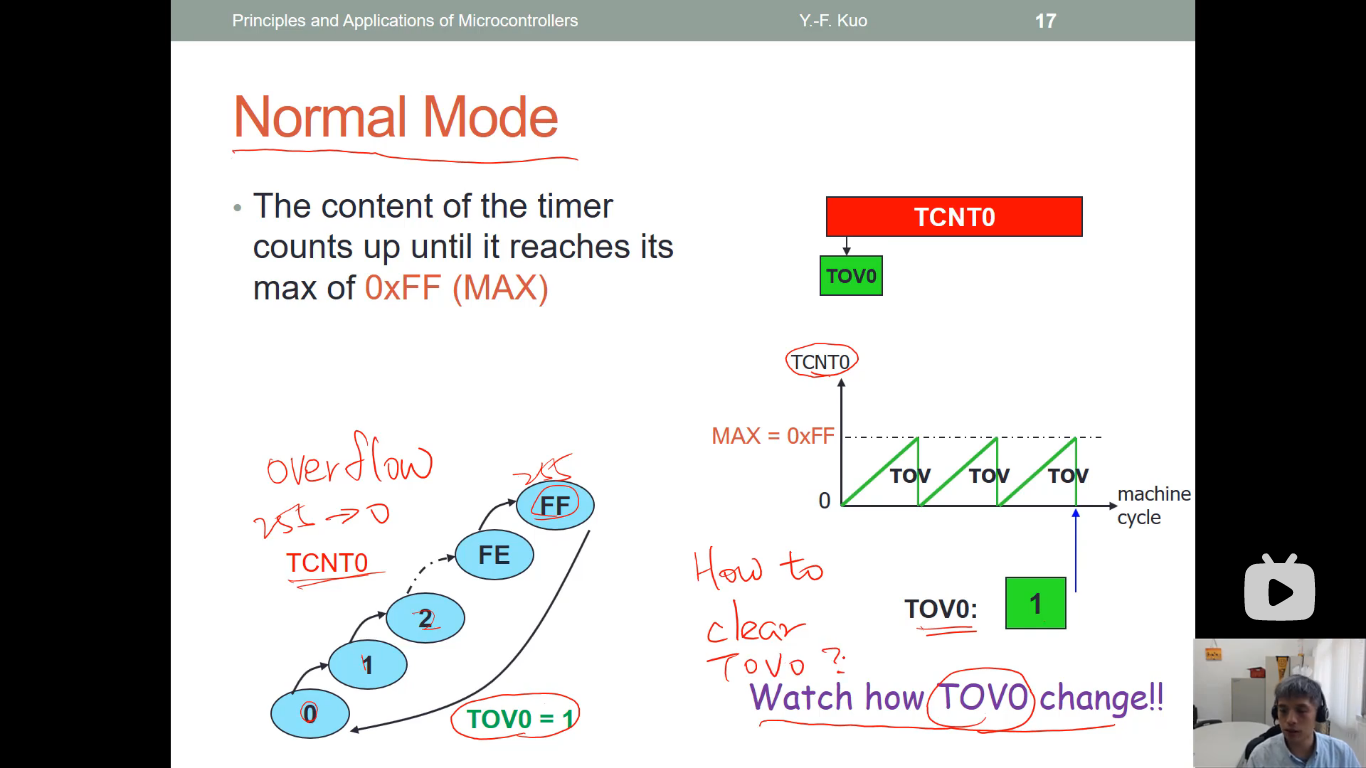 Principles and Applications of Microcontrollers Y.-F. Kuo 17
Normal Mode
• The content of the timer
counts up until it reaches its
max of 0xFF (MAX)
TCNT0
TOV0
TCNT0
MAX = 0xFF
TOV TOV TOV
0
machine
cycle
overflow
255 → 0
TCNT0
255
FF
FE
2
1
0
TOV0 = 1
How to
clear
TOV0 ?
TOV0: 1
Watch how TOV0 change!!